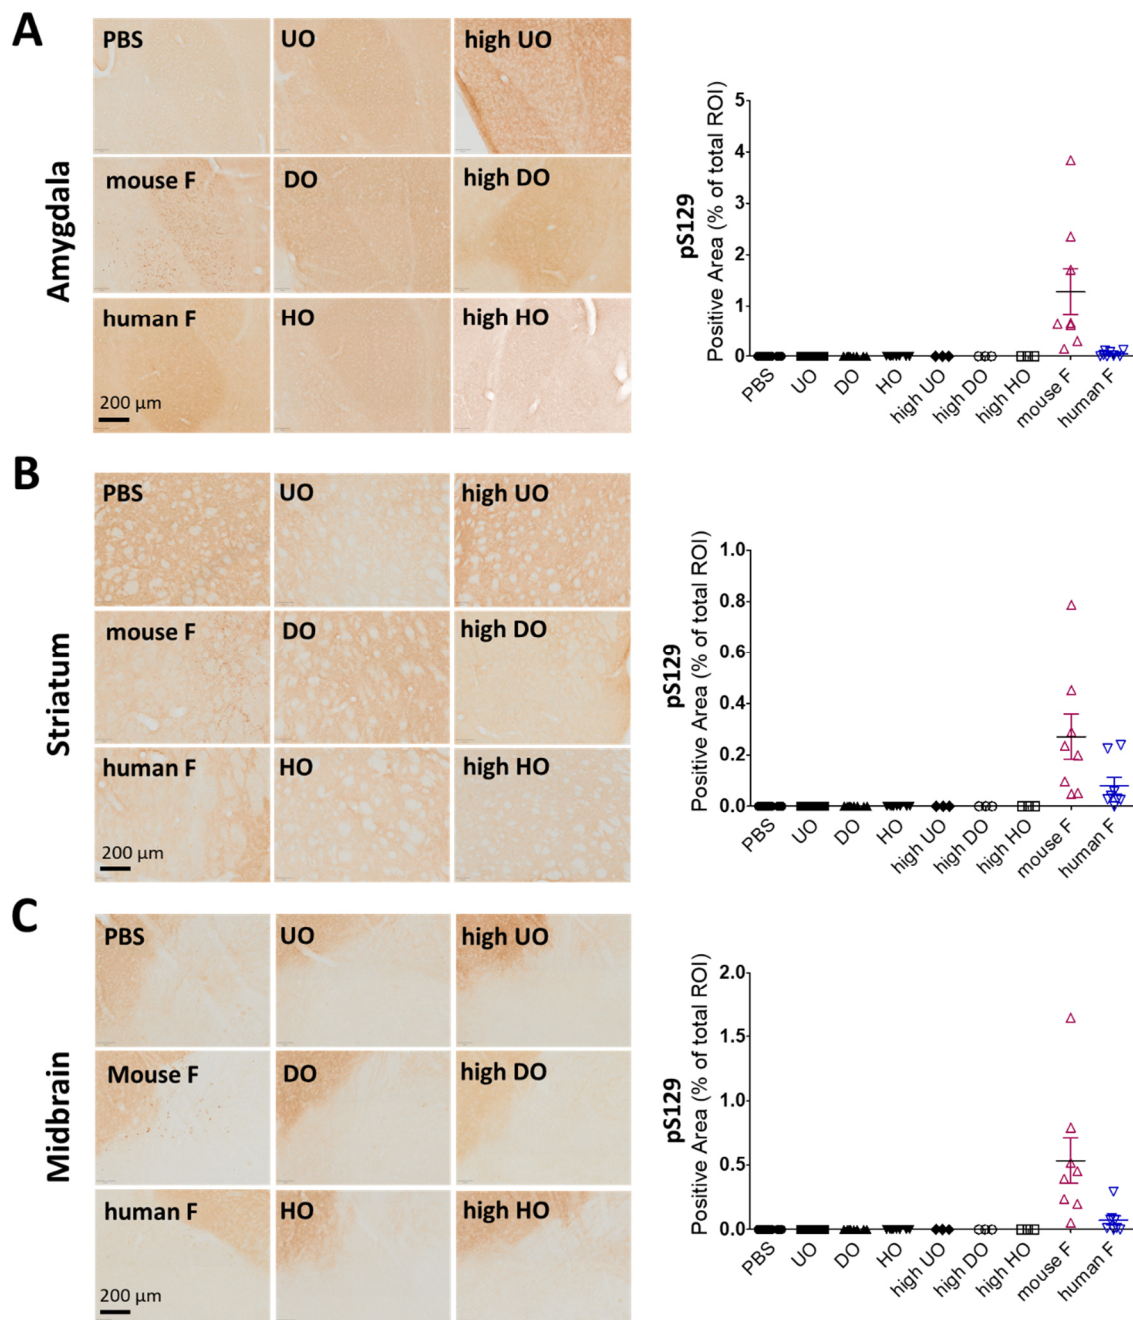 A
Amygdala
PBS
UO
high UO
mouse F
DO
high DO
human F
HO
high HO
200 µm
pS129
Positive Area (% of total ROI)
5
4
3
2
1
0
PBS
UO
DO
HO
high UO
high DO
high HO
mouse F
human F
B
Striatum
PBS
UO
high UO
mouse F
DO
high DO
human F
HO
high HO
200 µm
pS129
Positive Area (% of total ROI)
1.0
0.8
0.6
0.4
0.2
0.0
PBS
UO
DO
HO
high UO
high DO
high HO
mouse F
human F
C
Midbrain
PBS
UO
high UO
Mouse F
DO
high DO
human F
HO
high HO
200 µm
pS129
Positive Area (% of total ROI)
2.0
1.5
1.0
0.5
0.0
PBS
UO
DO
HO
high UO
high DO
high HO
mouse F
human F